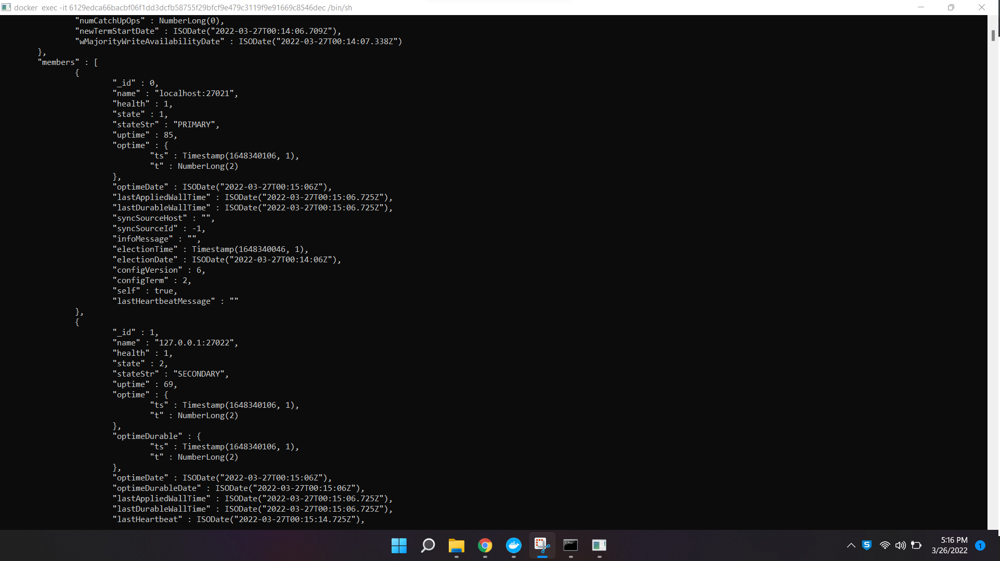 docker  exec -it 6129edca66bacbf06f1dd3dcfb58755f29bfcf9e479c3119f9e91669c8546dec /bin/sh
"numCatchUpOps" : NumberLong(0),
"newTermStartDate" : ISODate("2022-03-27T00:14:06.709Z"),
"wMajorityWriteAvailabilityDate" : ISODate("2022-03-27T00:14:07.338Z")
},
"members" : [
{
"_id" : 0,
"name" : "localhost:27021",
"health" : 1,
"state" : 1,
"stateStr" : "PRIMARY",
"uptime" : 85,
"optime" : {
"ts" : Timestamp(1648340106, 1),
"t" : NumberLong(2)
},
"optimeDate" : ISODate("2022-03-27T00:15:06Z"),
"lastAppliedWallTime" : ISODate("2022-03-27T00:15:06.725Z"),
"lastDurableWallTime" : ISODate("2022-03-27T00:15:06.725Z"),
"syncSourceHost" : "",
"syncSourceId" : -1,
"infoMessage" : "",
"electionTime" : Timestamp(1648340046, 1),
"electionDate" : ISODate("2022-03-27T00:14:06Z"),
"configVersion" : 6,
"configTerm" : 2,
"self" : true,
"lastHeartbeatMessage" : ""
},
{
"_id" : 1,
"name" : "127.0.0.1:27022",
"health" : 1,
"state" : 2,
"stateStr" : "SECONDARY",
"uptime" : 69,
"optime" : {
"ts" : Timestamp(1648340106, 1),
"t" : NumberLong(2)
},
"optimeDurable" : {
"ts" : Timestamp(1648340106, 1),
"t" : NumberLong(2)
},
"optimeDate" : ISODate("2022-03-27T00:15:06Z"),
"optimeDurableDate" : ISODate("2022-03-27T00:15:06Z"),
"lastAppliedWallTime" : ISODate("2022-03-27T00:15:06.725Z"),
"lastDurableWallTime" : ISODate("2022-03-27T00:15:06.725Z"),
"lastHeartbeat" : ISODate("2022-03-27T00:15:14.725Z"),
S
5:16 PM
3/26/2022
1